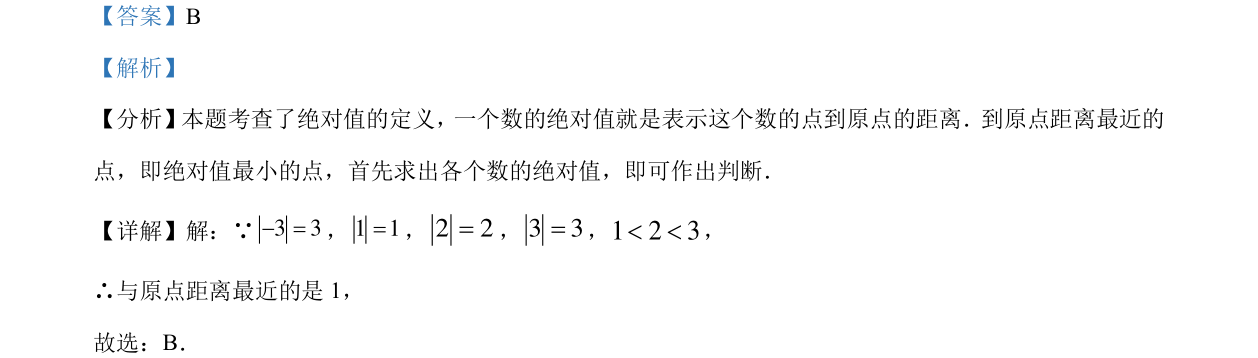 【答案】B
【解析】
【分析】本题考查了绝对值的定义，一个数的绝对值就是表示这个数的点到原点的距离．到原点距离最近的
点，即绝对值最小的点，首先求出各个数的绝对值，即可作出判断．
【详解】解：∵|−3|=3，|1|=1，|2|=2，|3|=3，1<2<3，
∴与原点距离最近的是 1，
故选：B．